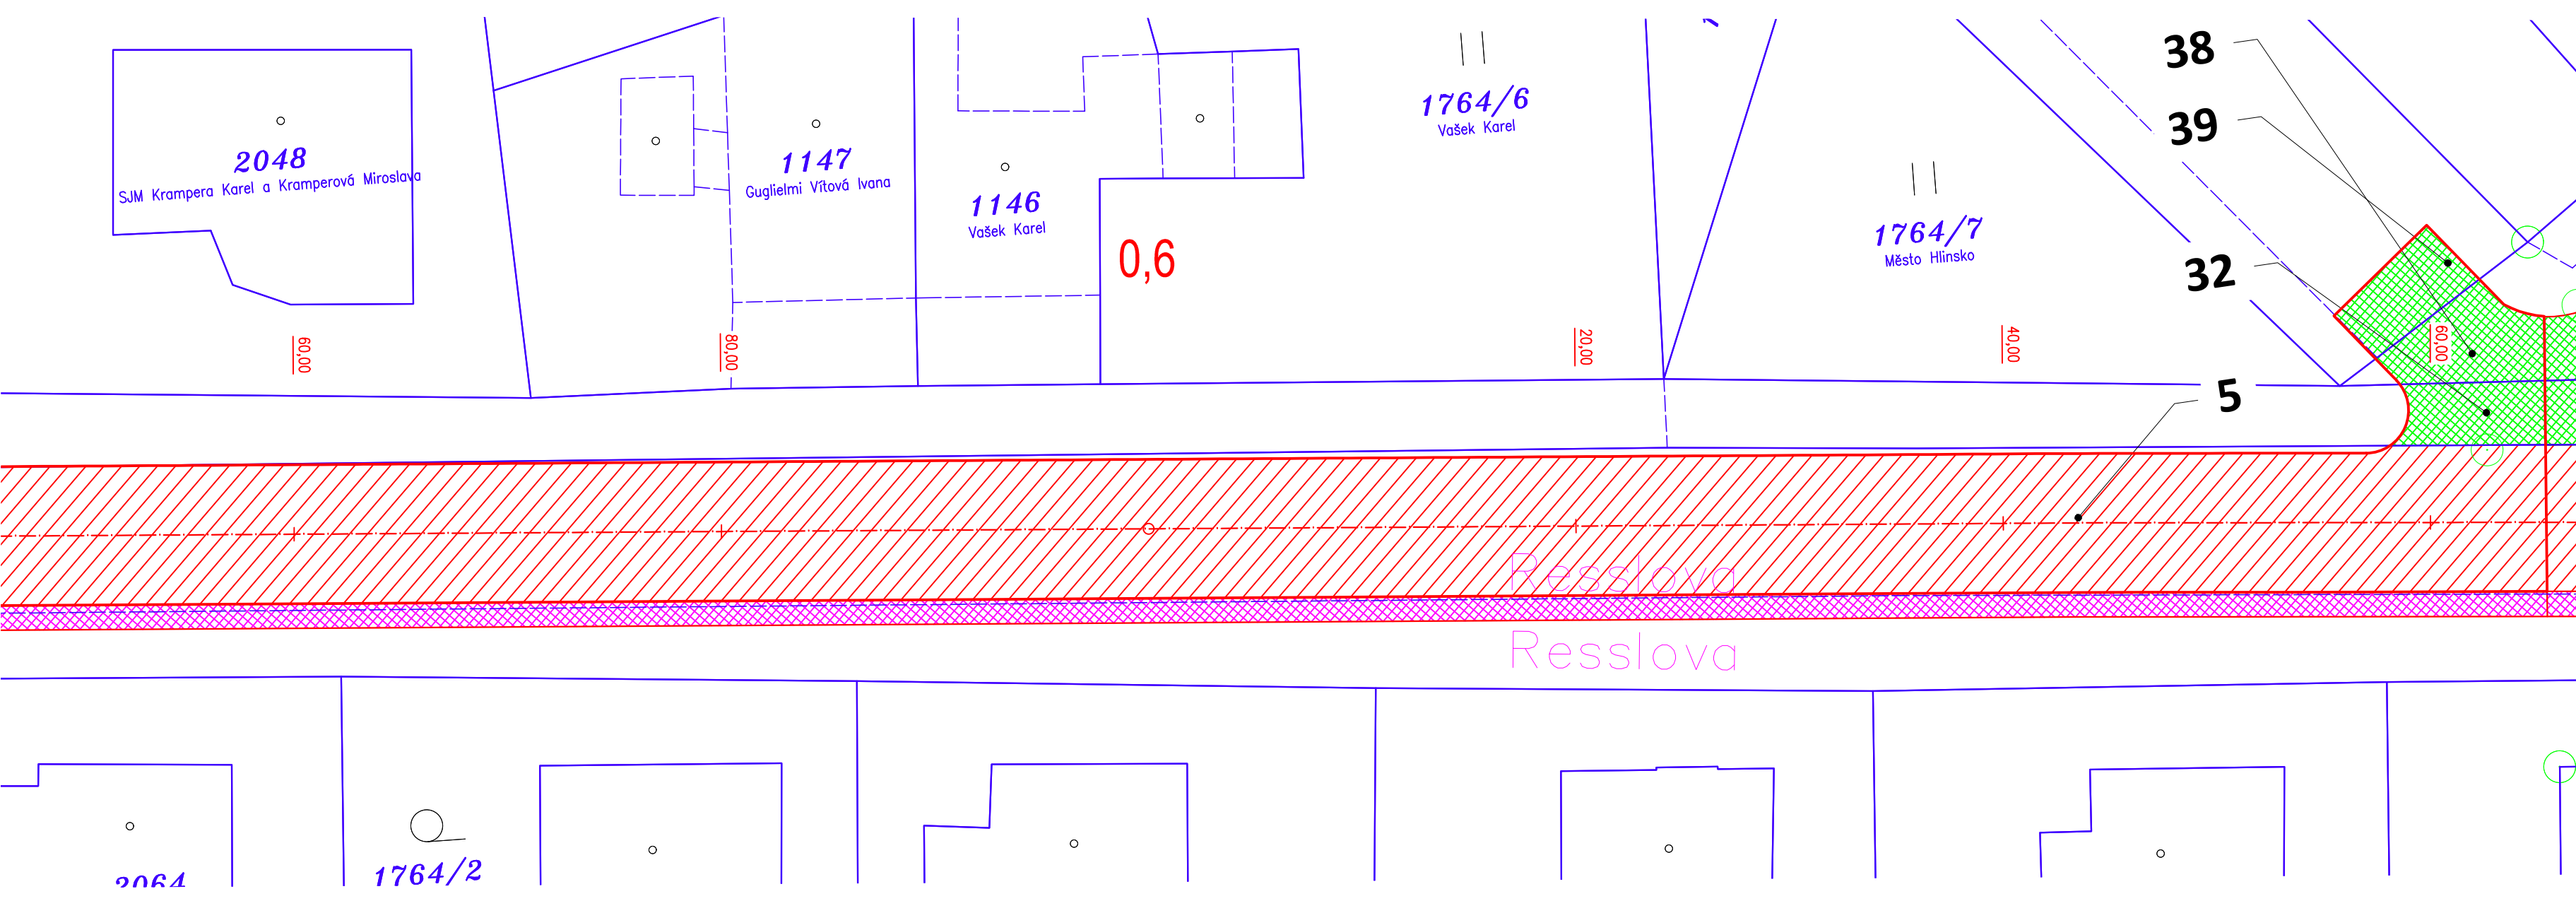 38
39
32
5
2048
SJM Krampera Karel a Kramperová Miroslava
1147
Guglielmi Vítová Ivana
1146
Vašek Karel
1764/6
Vašek Karel
1764/7
Město Hlinsko
0,6
60,00
80,00
20,00
40,00
60,00
Resslova
Resslova
2064
1764/2